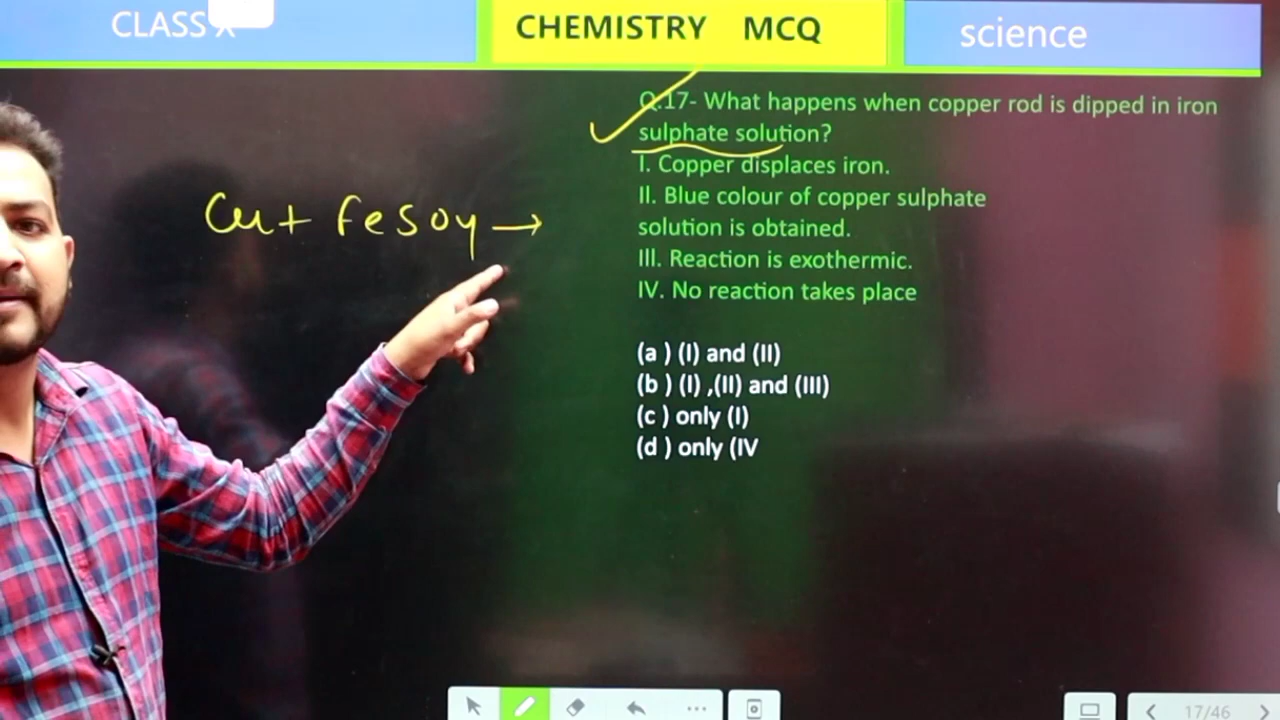 CLASS X
CHEMISTRY MCQ
science
Q.17- What happens when copper rod is dipped in iron
sulphate solution?
I. Copper displaces iron.
II. Blue colour of copper sulphate
solution is obtained.
III. Reaction is exothermic.
IV. No reaction takes place
Cu + FeSO4 →
(a ) (I) and (II)
(b ) (I) ,(II) and (III)
(c ) only (I)
(d ) only (IV
17/46